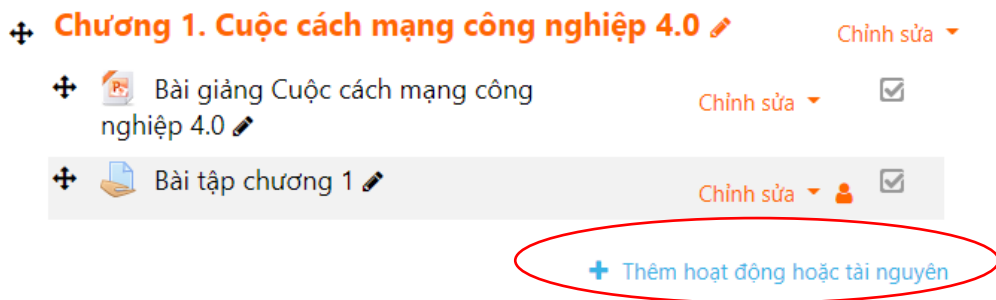 Chương 1. Cuộc cách mạng công nghiệp 4.0
Chỉnh sửa
Bài giảng Cuộc cách mạng công
nghiệp 4.0
Chỉnh sửa
Bài tập chương 1
Chỉnh sửa
Thêm hoạt động hoặc tài nguyên